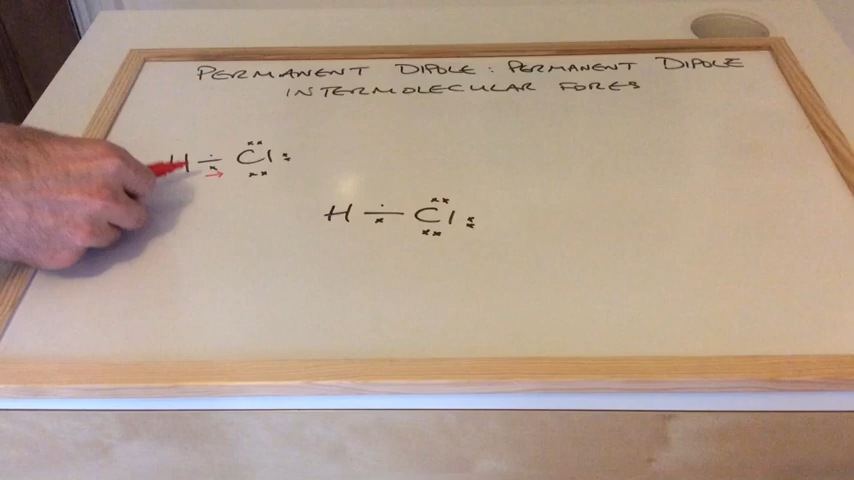 PERMANENT DIPOLE : PERMANENT DIPOLE
INTERMOLECULAR FORES
H — Cl
H — Cl